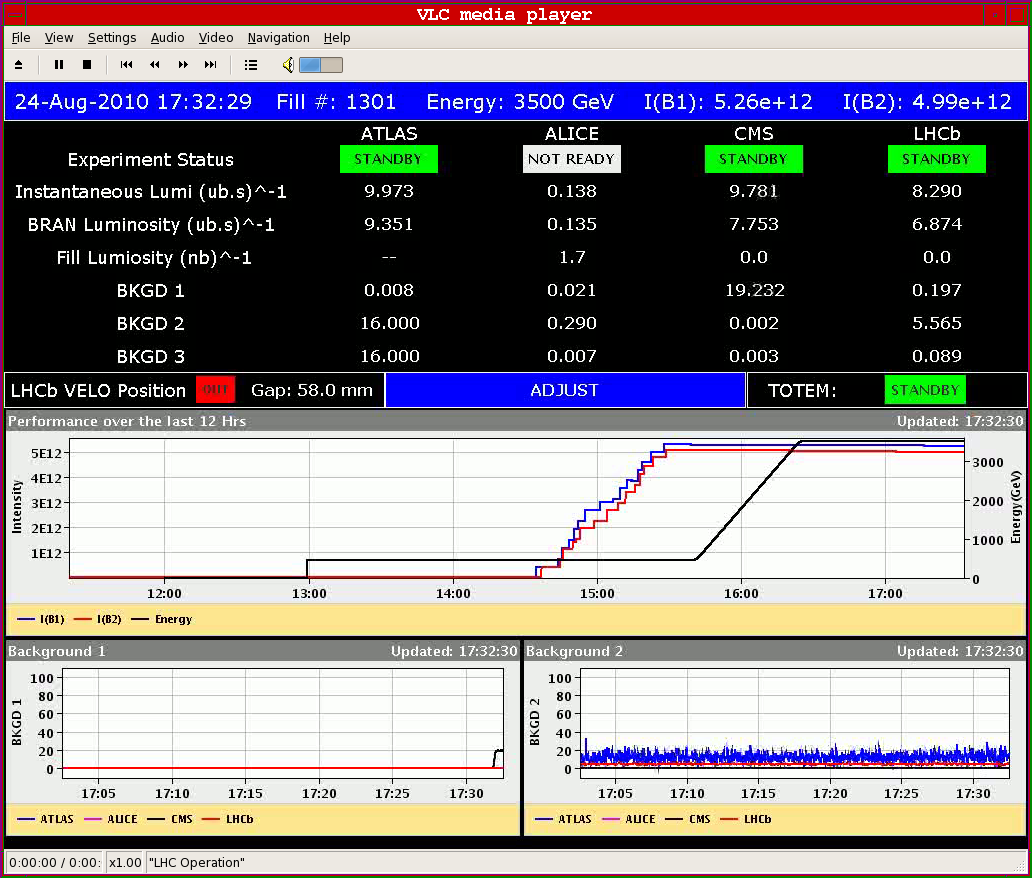 VLC media player
File View Settings Audio Video Navigation Help
24-Aug-2010 17:32:29 Fill #: 1301 Energy: 3500 GeV I(B1): 5.26e+12 I(B2): 4.99e+12
ATLAS ALICE CMS LHCb
Experiment Status STANDBY NOT READY STANDBY STANDBY
Instantaneous Lumi (ub.s)^-1 9.973 0.138 9.781 8.290
BRAN Luminosity (ub.s)^-1 9.351 0.135 7.753 6.874
Fill Lumiosity (nb)^-1 -- 1.7 0.0 0.0
BKGD 1 0.008 0.021 19.232 0.197
BKGD 2 16.000 0.290 0.002 5.565
BKGD 3 16.000 0.007 0.003 0.089
LHCb VELO Position OUT Gap: 58.0 mm ADJUST TOTEM: STANDBY
Performance over the last 12 Hrs Updated: 17:32:30
Intensity
5E12
4E12
3E12
2E12
1E12
3000
2000
1000
0
Energy(GeV)
12:00 13:00 14:00 15:00 16:00 17:00
I(B1) I(B2) Energy
Background 1 Updated: 17:32:30
BKGD 1
100
80
60
40
20
0
17:05 17:10 17:15 17:20 17:25 17:30
ATLAS ALICE CMS LHCb
Background 2 Updated: 17:32:30
BKGD 2
100
80
60
40
20
0
17:05 17:10 17:15 17:20 17:25 17:30
ATLAS ALICE CMS LHCb
0:00:00 / 0:00: x1.00 "LHC Operation"